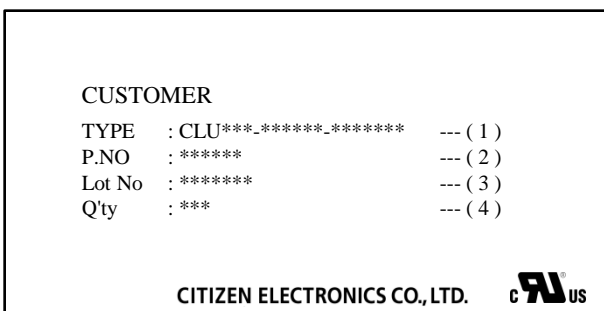 CUSTOMER
TYPE : CLU***-******-******* --- ( 1 )
P.NO : ****** --- ( 2 )
Lot No : ******* --- ( 3 )
Q'ty : *** --- ( 4 )
CITIZEN ELECTRONICS CO., LTD. c RU ® US